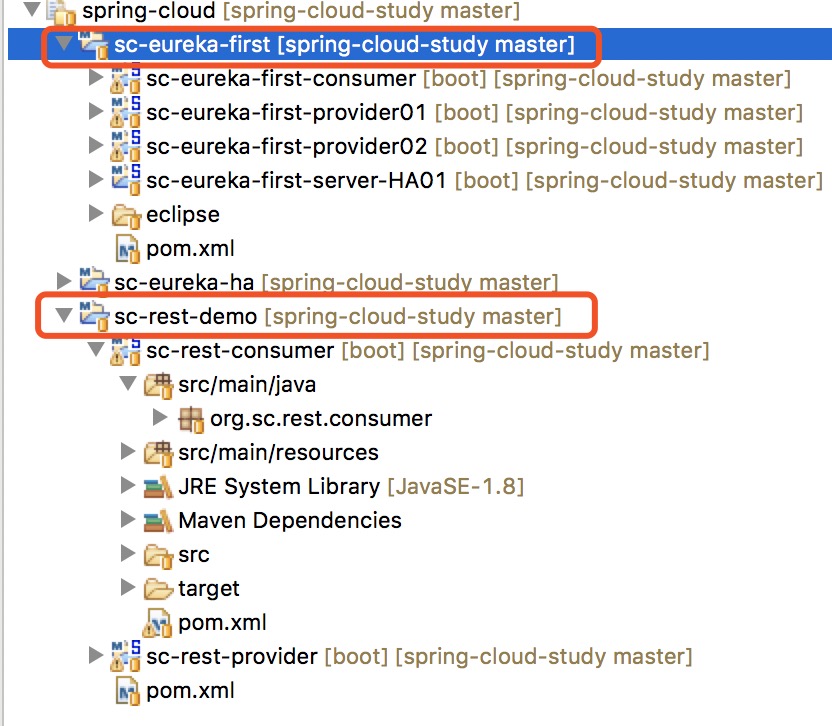 spring-cloud [spring-cloud-study master]
sc-eureka-first [spring-cloud-study master]
sc-eureka-first-consumer [boot] [spring-cloud-study master]
sc-eureka-first-provider01 [boot] [spring-cloud-study master]
sc-eureka-first-provider02 [boot] [spring-cloud-study master]
sc-eureka-first-server-HA01 [boot] [spring-cloud-study master]
eclipse
pom.xml
sc-eureka-ha [spring-cloud-study master]
sc-rest-demo [spring-cloud-study master]
sc-rest-consumer [boot] [spring-cloud-study master]
src/main/java
org.sc.rest.consumer
src/main/resources
JRE System Library [JavaSE-1.8]
Maven Dependencies
src
target
pom.xml
sc-rest-provider [boot] [spring-cloud-study master]
pom.xml